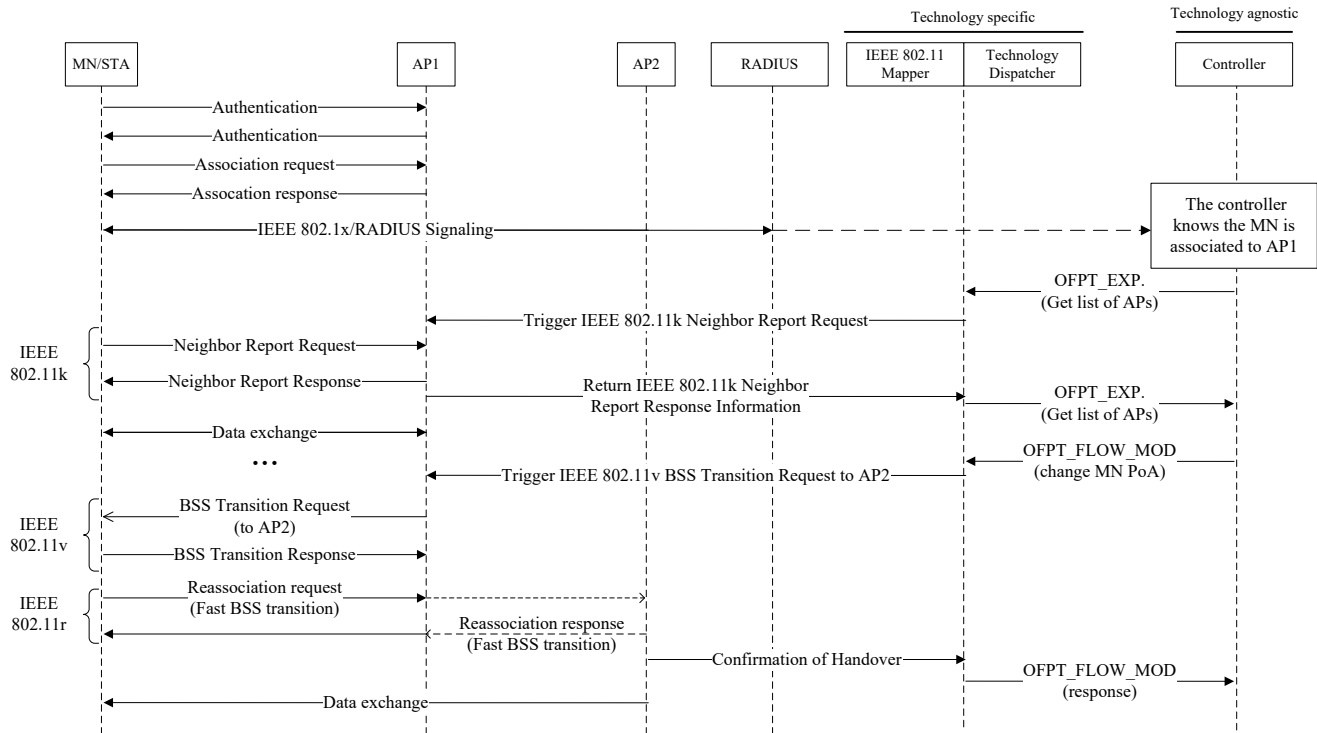 Technology specific
Technology agnostic
MN/STA
AP1
AP2
RADIUS
IEEE 802.11
Mapper
Technology
Dispatcher
Controller
Authentication
Authentication
Association request
Assocation response
IEEE 802.1x/RADIUS Signaling
The controller
knows the MN is
associated to AP1
OFPT_EXP.
(Get list of APs)
Trigger IEEE 802.11k Neighbor Report Request
IEEE
802.11k
Neighbor Report Request
Neighbor Report Response
Return IEEE 802.11k Neighbor
Report Response Information
OFPT_EXP.
(Get list of APs)
Data exchange
...
OFPT_FLOW_MOD
(change MN PoA)
Trigger IEEE 802.11v BSS Transition Request to AP2
IEEE
802.11v
BSS Transition Request
(to AP2)
BSS Transition Response
IEEE
802.11r
Reassociation request
(Fast BSS transition)
Reassociation response
(Fast BSS transition)
Confirmation of Handover
OFPT_FLOW_MOD
(response)
Data exchange